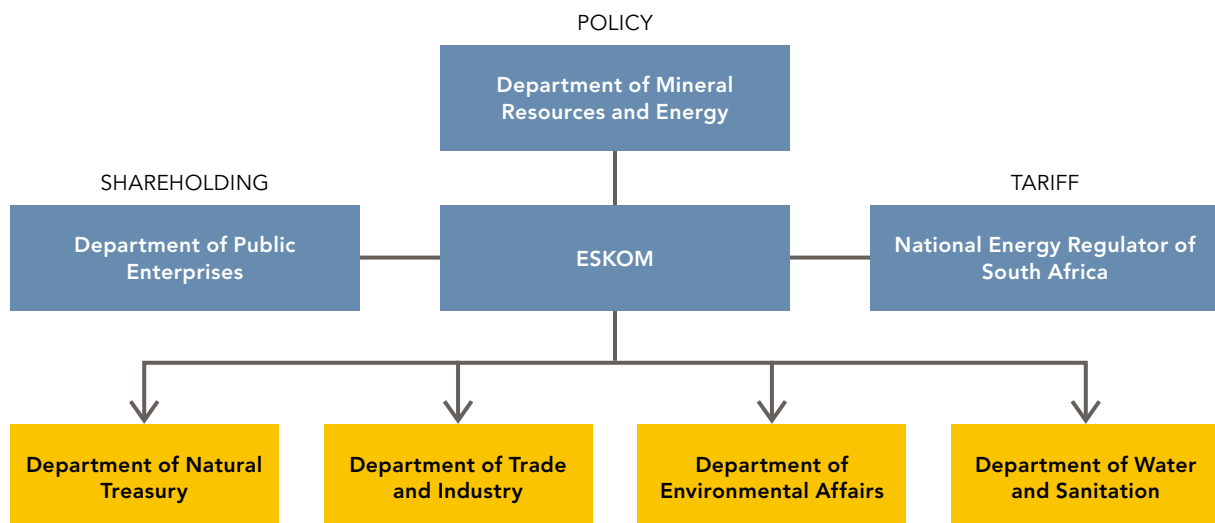 POLICY
Department of Mineral
Resources and Energy
SHAREHOLDING
TARIFF
Department of Public
Enterprises
ESKOM
National Energy Regulator of
South Africa
Department of Natural
Treasury
Department of Trade
and Industry
Department of
Environmental Affairs
Department of Water
and Sanitation